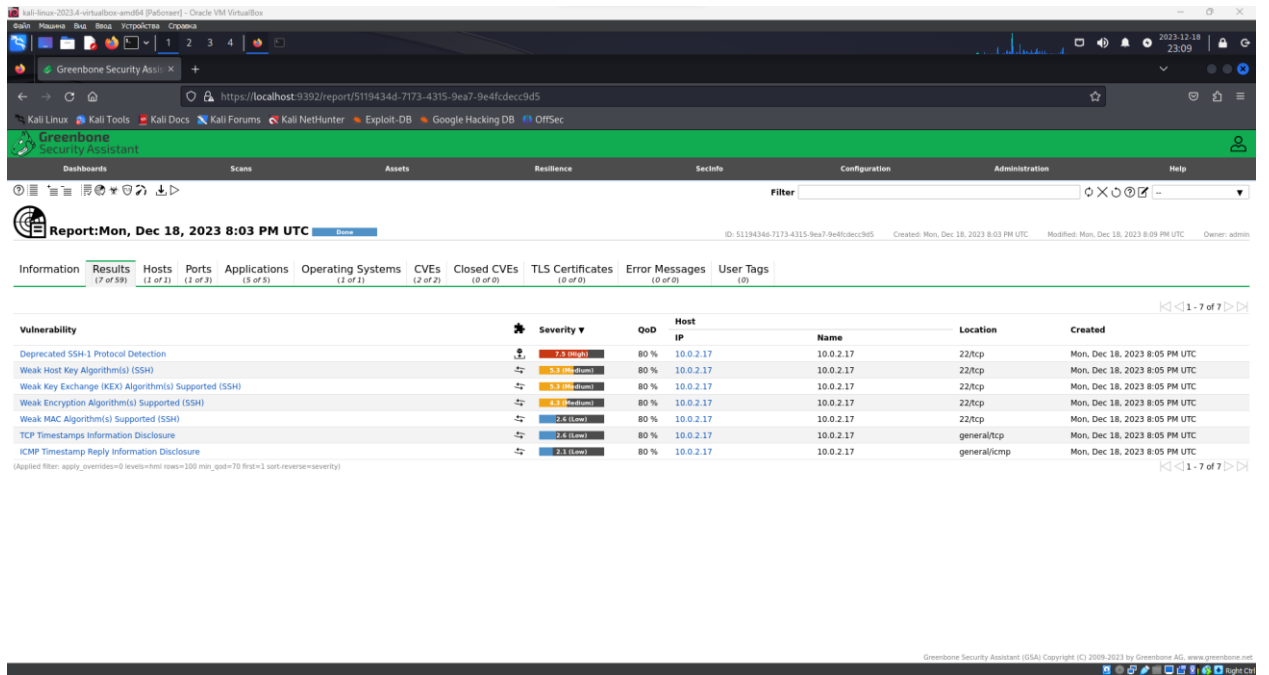 kali-linux-2023.4-virtualbox-amd64 [Работает] - Oracle VM VirtualBox
Файл Машина Вид Ввод Устройства Справка
1 2 3 4
2023-12-18
23:09
Greenbone Security Assis
https://localhost:9392/report/5119434d-7173-4315-9ea7-9e4fcdecc9d5
Kali Linux Kali Tools Kali Docs Kali Forums Kali NetHunter Exploit-DB Google Hacking DB OffSec
Greenbone
Security Assistant
Dashboards Scans Assets Resilience SecInfo Configuration Administration Help
Filter --
Report:Mon, Dec 18, 2023 8:03 PM UTC Done
ID: 5119434d-7173-4315-9ea7-9e4fcdecc9d5 Created: Mon, Dec 18, 2023 8:03 PM UTC Modified: Mon, Dec 18, 2023 8:09 PM UTC Owner: admin
Information Results Hosts Ports Applications Operating Systems CVEs Closed CVEs TLS Certificates Error Messages User Tags
(7 of 59) (1 of 1) (1 of 3) (5 of 5) (1 of 1) (2 of 2) (0 of 0) (0 of 0) (0 of 0) (0)
1 - 7 of 7
Vulnerability Severity ▼ QoD Host Location Created
IP Name
Deprecated SSH-1 Protocol Detection 7.5 (High) 80 % 10.0.2.17 10.0.2.17 22/tcp Mon, Dec 18, 2023 8:05 PM UTC
Weak Host Key Algorithm(s) (SSH) 5.3 (Medium) 80 % 10.0.2.17 10.0.2.17 22/tcp Mon, Dec 18, 2023 8:05 PM UTC
Weak Key Exchange (KEX) Algorithm(s) Supported (SSH) 5.3 (Medium) 80 % 10.0.2.17 10.0.2.17 22/tcp Mon, Dec 18, 2023 8:05 PM UTC
Weak Encryption Algorithm(s) Supported (SSH) 4.3 (Medium) 80 % 10.0.2.17 10.0.2.17 22/tcp Mon, Dec 18, 2023 8:05 PM UTC
Weak MAC Algorithm(s) Supported (SSH) 2.6 (Low) 80 % 10.0.2.17 10.0.2.17 22/tcp Mon, Dec 18, 2023 8:05 PM UTC
TCP Timestamps Information Disclosure 2.6 (Low) 80 % 10.0.2.17 10.0.2.17 general/tcp Mon, Dec 18, 2023 8:05 PM UTC
ICMP Timestamp Reply Information Disclosure 2.1 (Low) 80 % 10.0.2.17 10.0.2.17 general/icmp Mon, Dec 18, 2023 8:05 PM UTC
(Applied filter: apply_overrides=0 levels=hml rows=100 min_qod=70 first=1 sort-reverse=severity)
1 - 7 of 7
Greenbone Security Assistant (GSA) Copyright (C) 2009-2023 by Greenbone AG, www.greenbone.net
Right Ctrl